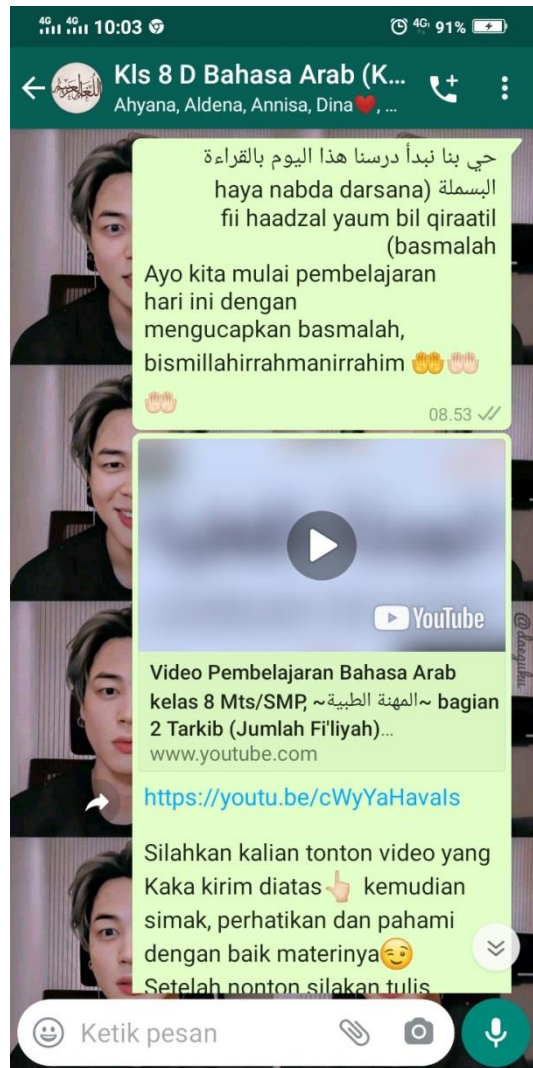 10:03
4G 91%
Kls 8 D Bahasa Arab (K...
Ahyana, Aldena, Annisa, Dina❤️, ...
حي بنا نبدأ درسنا هذا اليوم بالقراءة
البسملة (haya nabda darsana
fii haadzal yaum bil qiraatil
basmalah)
Ayo kita mulai pembelajaran
hari ini dengan
mengucapkan basmalah,
bismillahirrahmanirrahim 🤲🤲🏻
🤲🏻
08.53
YouTube
Video Pembelajaran Bahasa Arab
kelas 8 Mts/SMP, ~المهنة الطبية~ bagian
2 Tarkib (Jumlah Fi'liyah)...
www.youtube.com
https://youtu.be/cWyYaHavaIs
Silahkan kalian tonton video yang
Kaka kirim diatas👆🏻 kemudian
simak, perhatikan dan pahami
dengan baik materinya😉
Setelah nonton silakan tulis
Ketik pesan
@daeguku